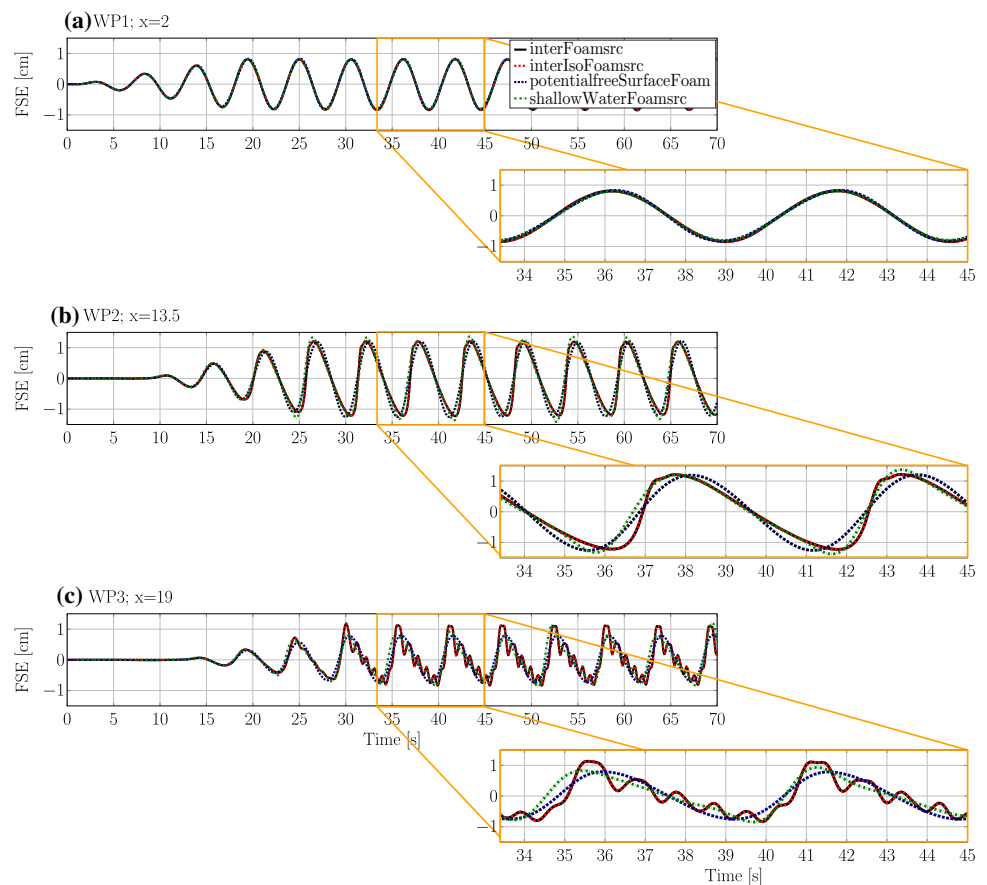 (a) WP1; x=2
FSE [cm]
1
0
−1
interFoamsrc
interIsoFoamsrc
potentialfreeSurfaceFoam
shallowWaterFoamsrc
0 5 10 15 20 25 30 35 40 45 50 55 60 65 70
1
0
−1
34 35 36 37 38 39 40 41 42 43 44 45
(b) WP2; x=13.5
FSE [cm]
1
0
−1
0 5 10 15 20 25 30 35 40 45 50 55 60 65 70
1
0
−1
34 35 36 37 38 39 40 41 42 43 44 45
(c) WP3; x=19
FSE [cm]
1
0
−1
0 5 10 15 20 25 30 35 40 45 50 55 60 65 70
Time [s]
1
0
−1
34 35 36 37 38 39 40 41 42 43 44 45
Time [s]